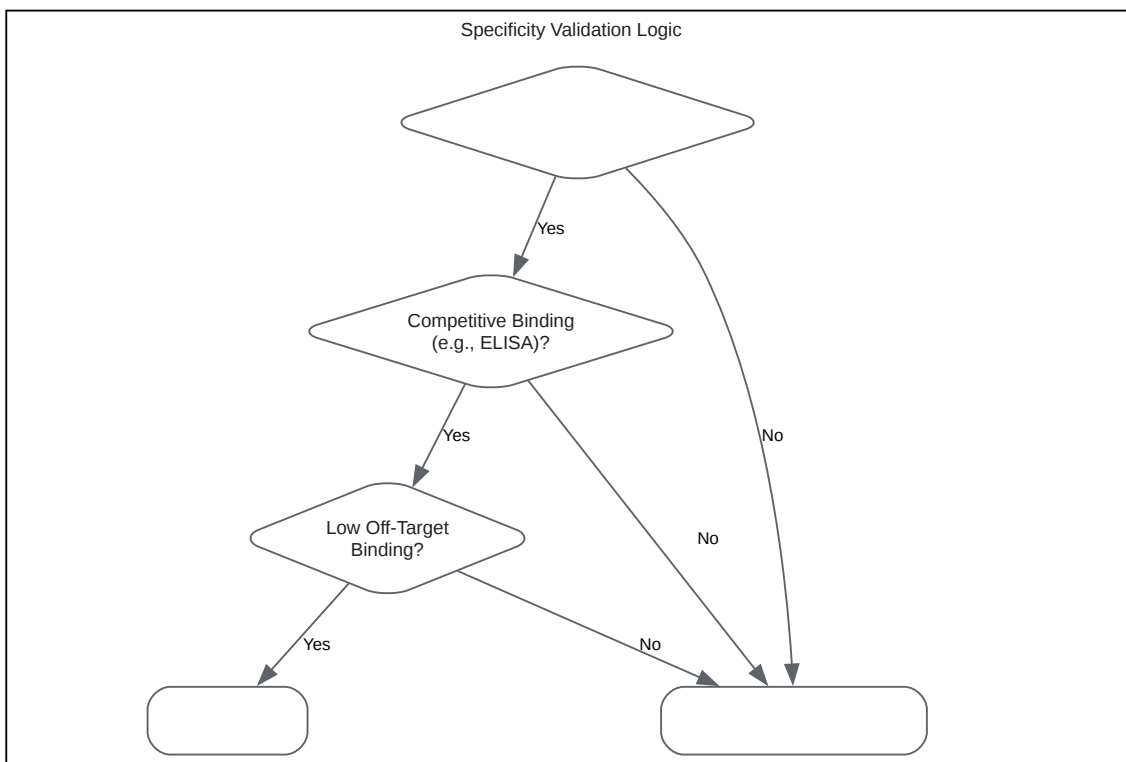 Specificity Validation Logic
Yes
Competitive Binding
(e.g., ELISA)?
Yes
No
Low Off-Target
Binding?
No
Yes
No